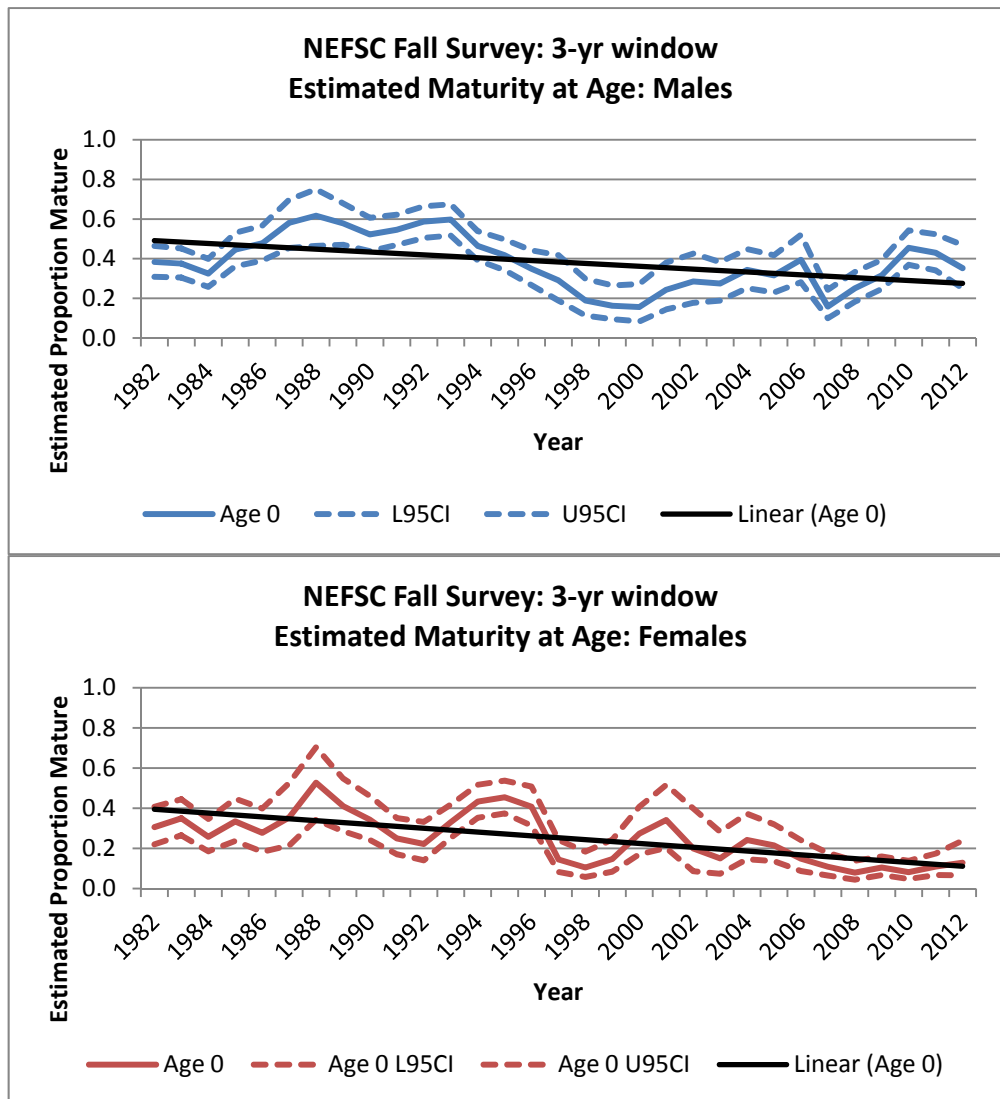 NEFSC Fall Survey: 3-yr window
Estimated Maturity at Age: Males
Estimated Proportion Mature
1.0
0.8
0.6
0.4
0.2
0.0
1982 1984 1986 1988 1990 1992 1994 1996 1998 2000 2002 2004 2006 2008 2010 2012
Year
Age 0 L95CI U95CI Linear (Age 0)
NEFSC Fall Survey: 3-yr window
Estimated Maturity at Age: Females
Estimated Proportion Mature
1.0
0.8
0.6
0.4
0.2
0.0
1982 1984 1986 1988 1990 1992 1994 1996 1998 2000 2002 2004 2006 2008 2010 2012
Year
Age 0 Age 0 L95CI Age 0 U95CI Linear (Age 0)